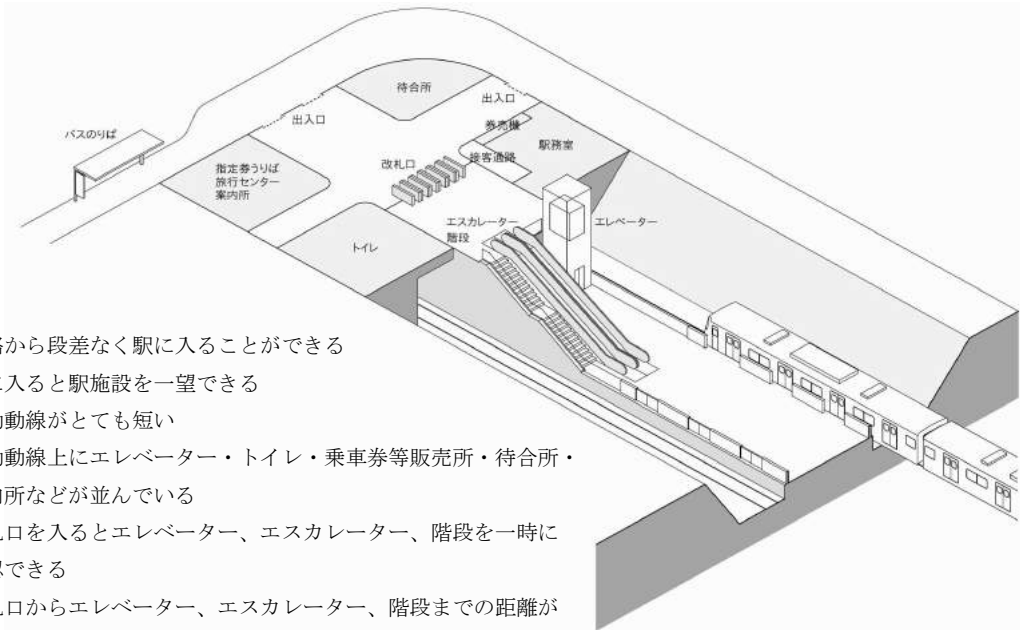 待合所
出入口
出入口
券売機
バスのりば
駅務室
改札口
接客通路
指定券うりば
旅行センター
案内所
エスカレーター
階段
エレベーター
トイレ
から段差なく駅に入ることができる
入ると駅施設を一望できる
動線がとても短い
動線上にエレベーター・トイレ・乗車券等販売所・待合所・
所などが並んでいる
口を入るとエレベーター、エスカレーター、階段を一時に
できる
口からエレベーター、エスカレーター、階段までの距離が